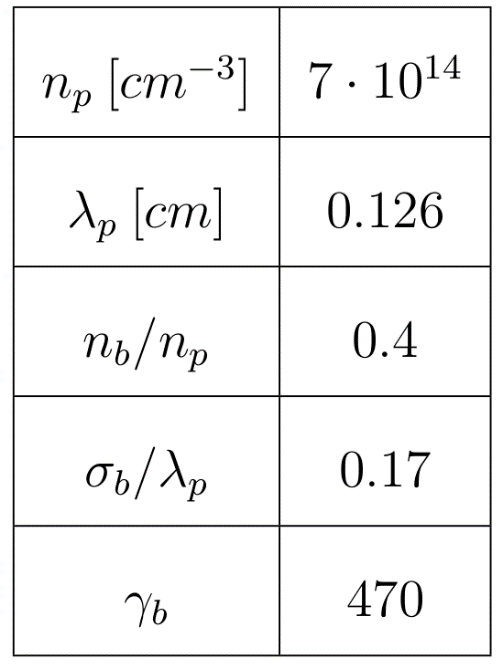 n_p [cm^{-3}] 7 · 10^{14}
λ_p [cm] 0.126
n_b/n_p 0.4
σ_b/λ_p 0.17
γ_b 470